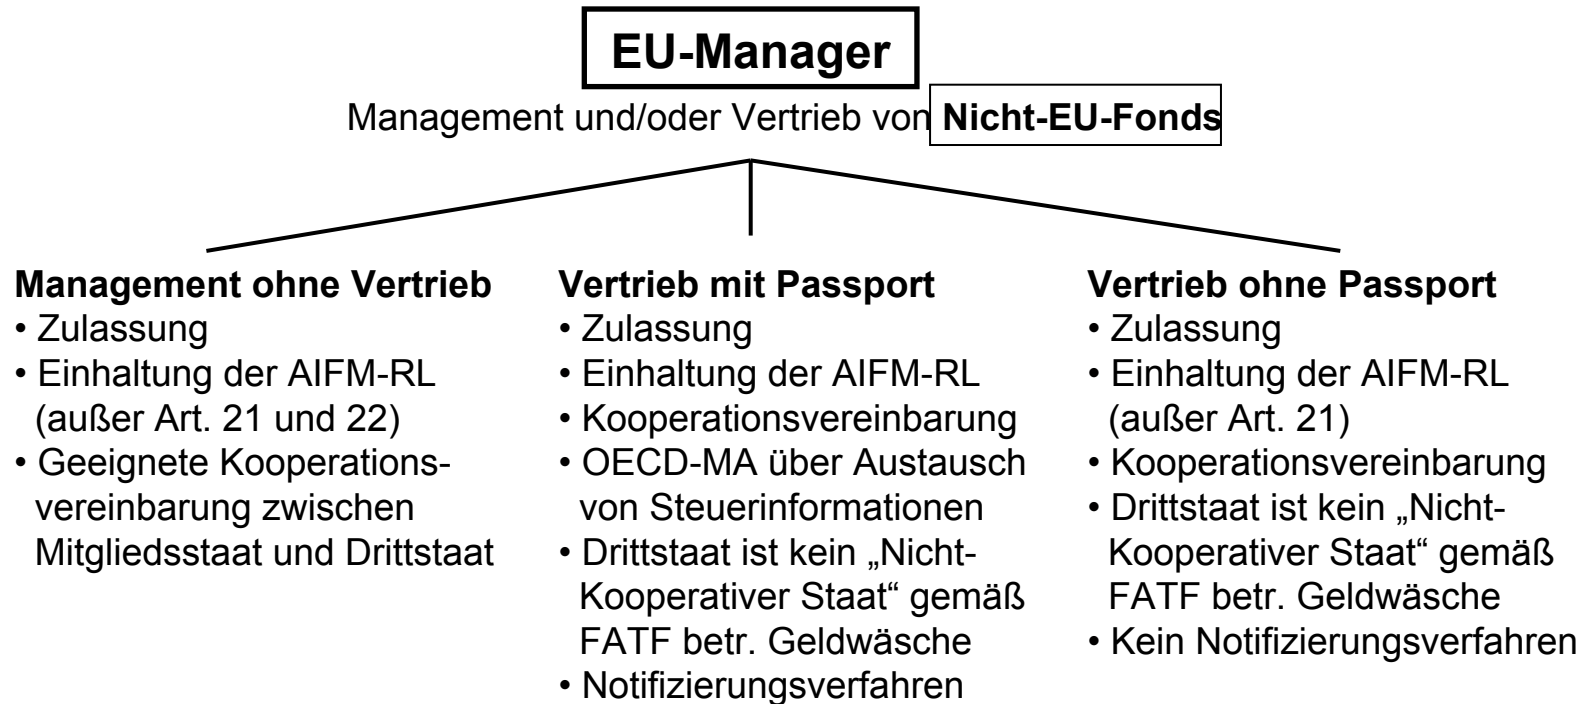 EU-Manager
Management und/oder Vertrieb von Nicht-EU-Fonds
Management ohne Vertrieb
• Zulassung
• Einhaltung der AIFM-RL
(außer Art. 21 und 22)
• Geeignete Kooperations-
vereinbarung zwischen
Mitgliedsstaat und Drittstaat
Vertrieb mit Passport
• Zulassung
• Einhaltung der AIFM-RL
• Kooperationsvereinbarung
• OECD-MA über Austausch
von Steuerinformationen
• Drittstaat ist kein „Nicht-
Kooperativer Staat“ gemäß
FATF betr. Geldwäsche
• Notifizierungsverfahren
Vertrieb ohne Passport
• Zulassung
• Einhaltung der AIFM-RL
(außer Art. 21)
• Kooperationsvereinbarung
• Drittstaat ist kein „Nicht-
Kooperativer Staat“ gemäß
FATF betr. Geldwäsche
• Kein Notifizierungsverfahren